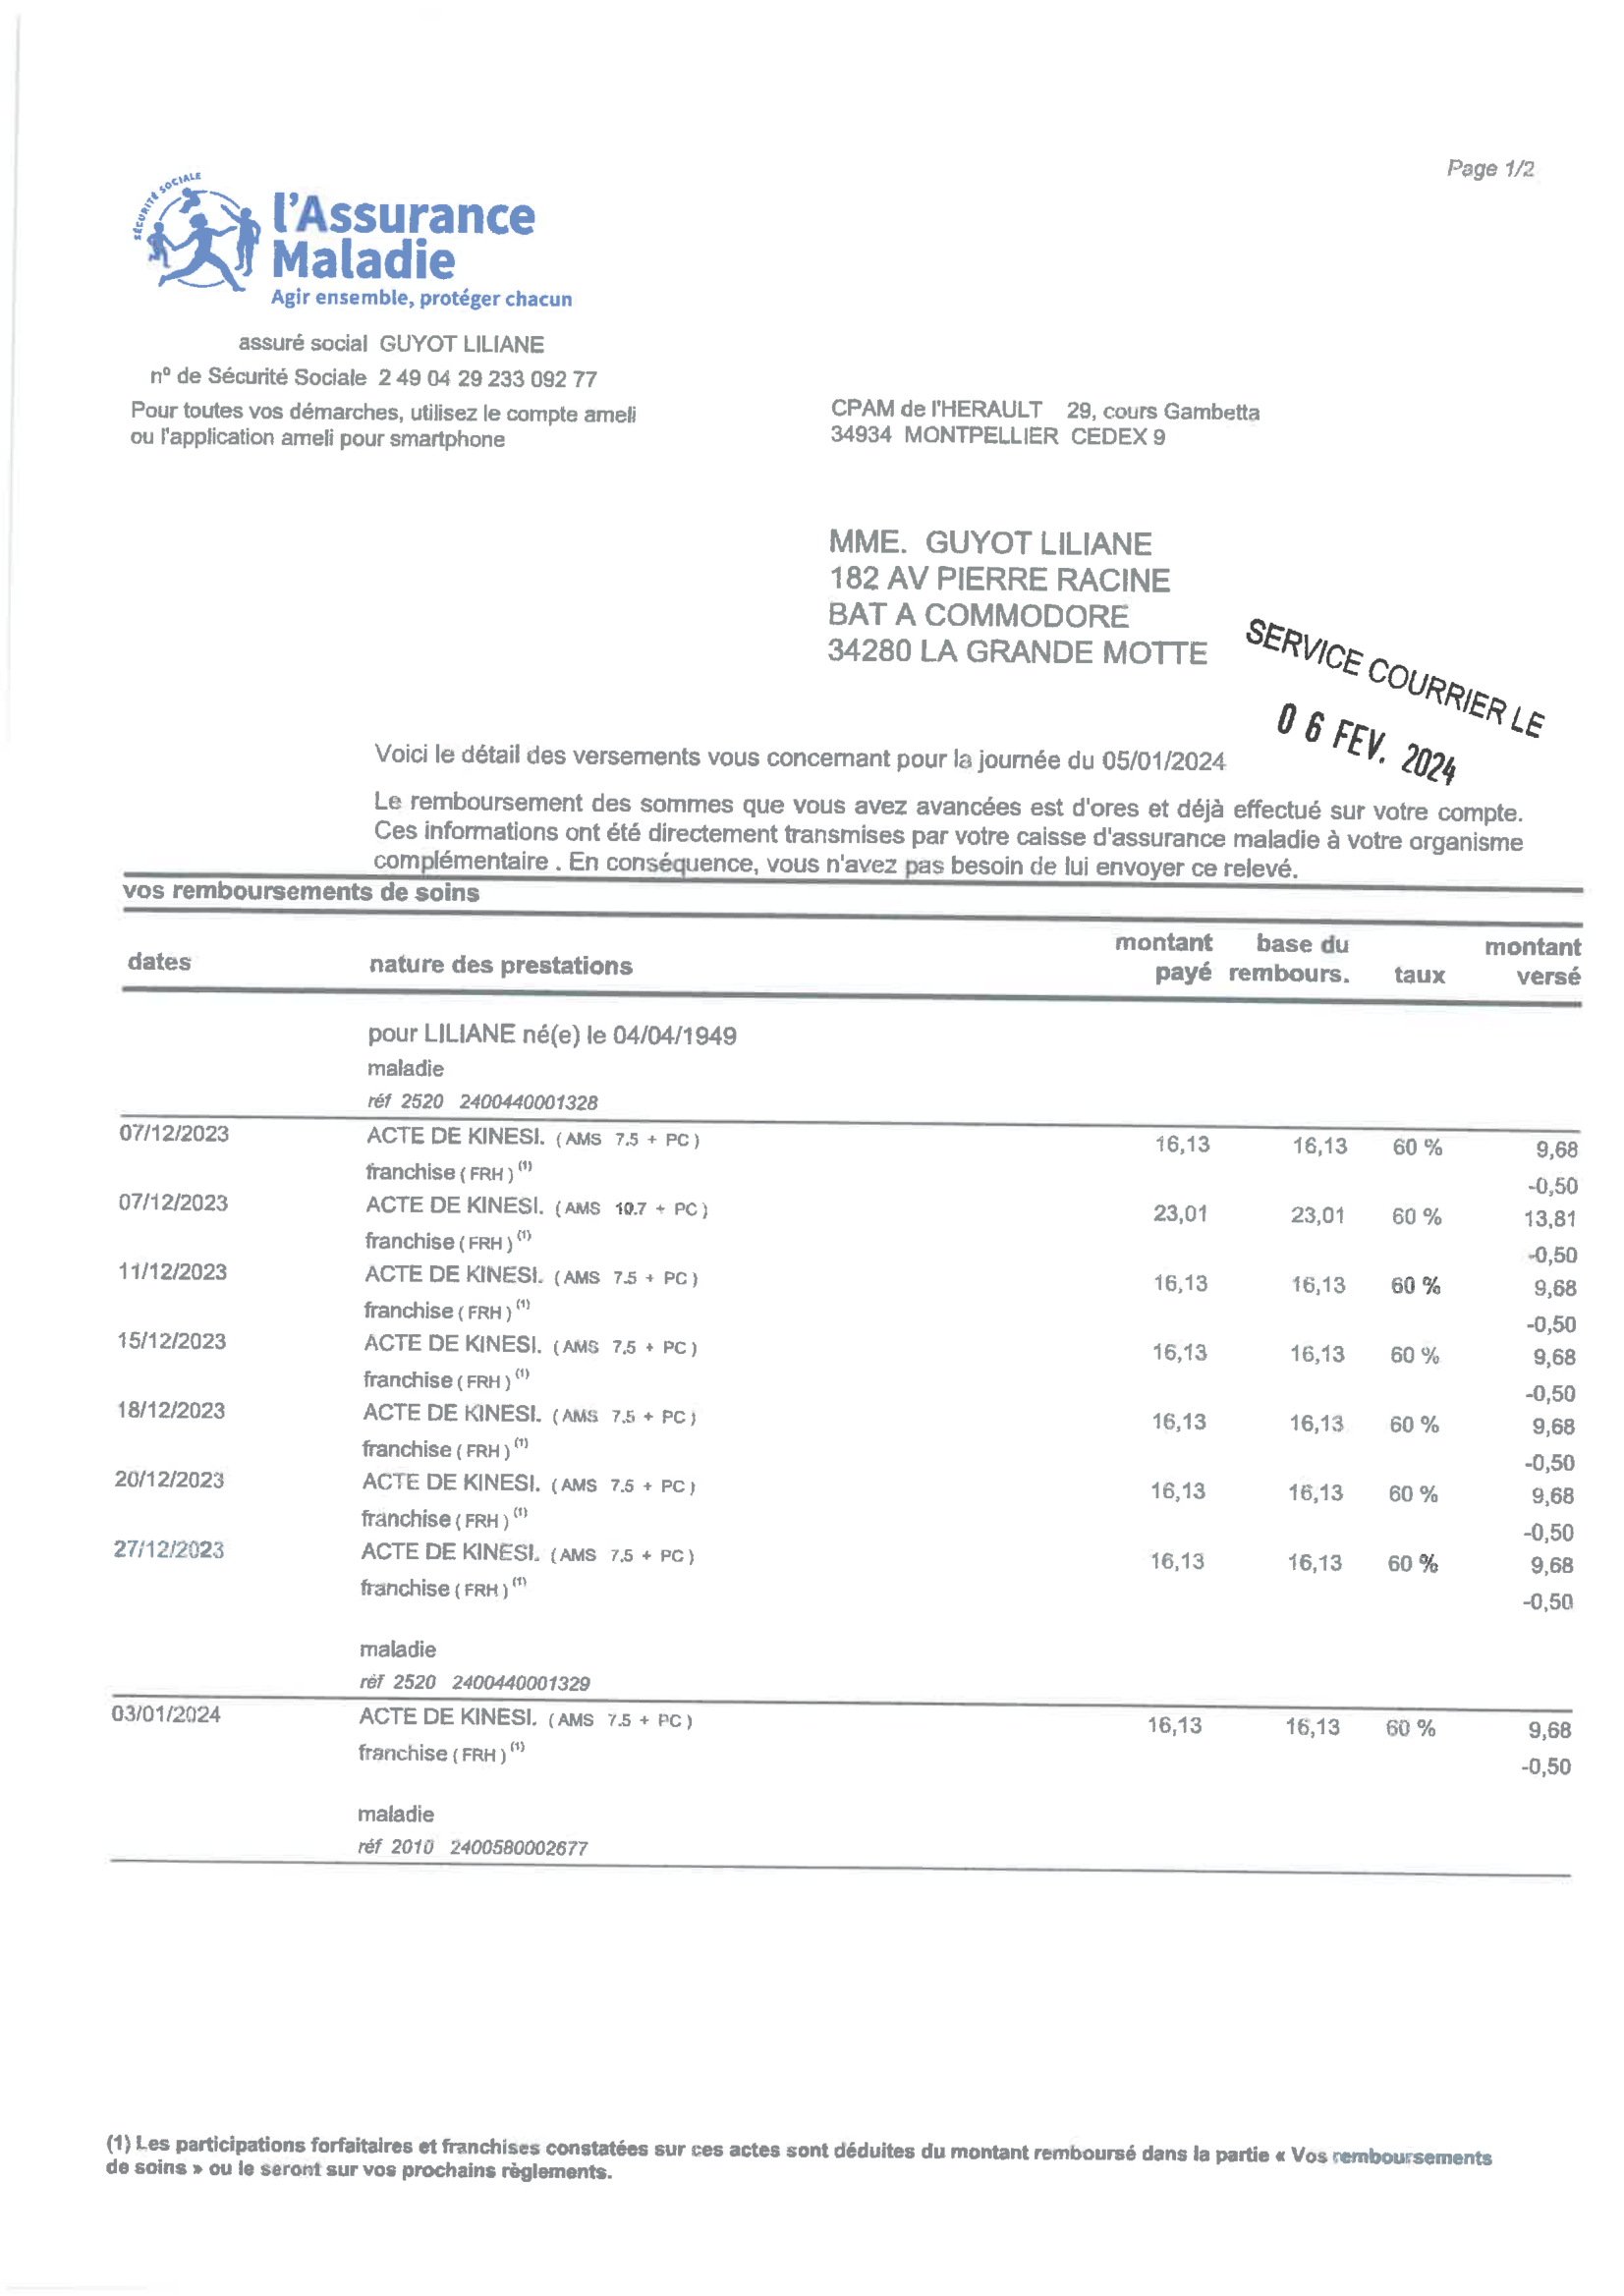 Page 1/2
SÉCURITÉ SOCIALE
l'Assurance
Maladie
Agir ensemble, protéger chacun
assuré social GUYOT LILIANE
nº de Sécurité Sociale 2 49 04 29 233 092 77
Pour toutes vos démarches, utilisez le compte ameli
ou l'application ameli pour smartphone
CPAM de l'HERAULT 29, cours Gambetta
34934 MONTPELLIER CEDEX 9
MME. GUYOT LILIANE
182 AV PIERRE RACINE
BAT A COMMODORE
34280 LA GRANDE MOTTE
SERVICE COURRIER LE
06 FEV. 2024
Voici le détail des versements vous concernant pour la journée du 05/01/2024
Le remboursement des sommes que vous avez avancées est d'ores et déjà effectué sur votre compte.
Ces informations ont été directement transmises par votre caisse d'assurance maladie à votre organisme
complémentaire . En conséquence, vous n'avez pas besoin de lui envoyer ce relevé.
vos remboursements de soins
dates nature des prestations montant payé base du rembours. taux montant versé
pour LILIANE né(e) le 04/04/1949
maladie
réf 2520 2400440001328
07/12/2023 ACTE DE KINESI. (AMS 7.5 + PC) 16,13 16,13 60 % 9,68
franchise (FRH) (1) -0,50
07/12/2023 ACTE DE KINESI. (AMS 10.7 + PC) 23,01 23,01 60 % 13,81
franchise (FRH) (1) -0,50
11/12/2023 ACTE DE KINESI. (AMS 7.5 + PC) 16,13 16,13 60 % 9,68
franchise (FRH) (1) -0,50
15/12/2023 ACTE DE KINESI. (AMS 7.5 + PC) 16,13 16,13 60 % 9,68
franchise (FRH) (1) -0,50
18/12/2023 ACTE DE KINESI. (AMS 7.5 + PC) 16,13 16,13 60 % 9,68
franchise (FRH) (1) -0,50
20/12/2023 ACTE DE KINESI. (AMS 7.5 + PC) 16,13 16,13 60 % 9,68
franchise (FRH) (1) -0,50
27/12/2023 ACTE DE KINESI. (AMS 7.5 + PC) 16,13 16,13 60 % 9,68
franchise (FRH) (1) -0,50
maladie
réf 2520 2400440001329
03/01/2024 ACTE DE KINESI. (AMS 7.5 + PC) 16,13 16,13 60 % 9,68
franchise (FRH) (1) -0,50
maladie
réf 2010 2400580002677
(1) Les participations forfaitaires et franchises constatées sur ces actes sont déduites du montant remboursé dans la partie « Vos remboursements
de soins » ou le seront sur vos prochains règlements.